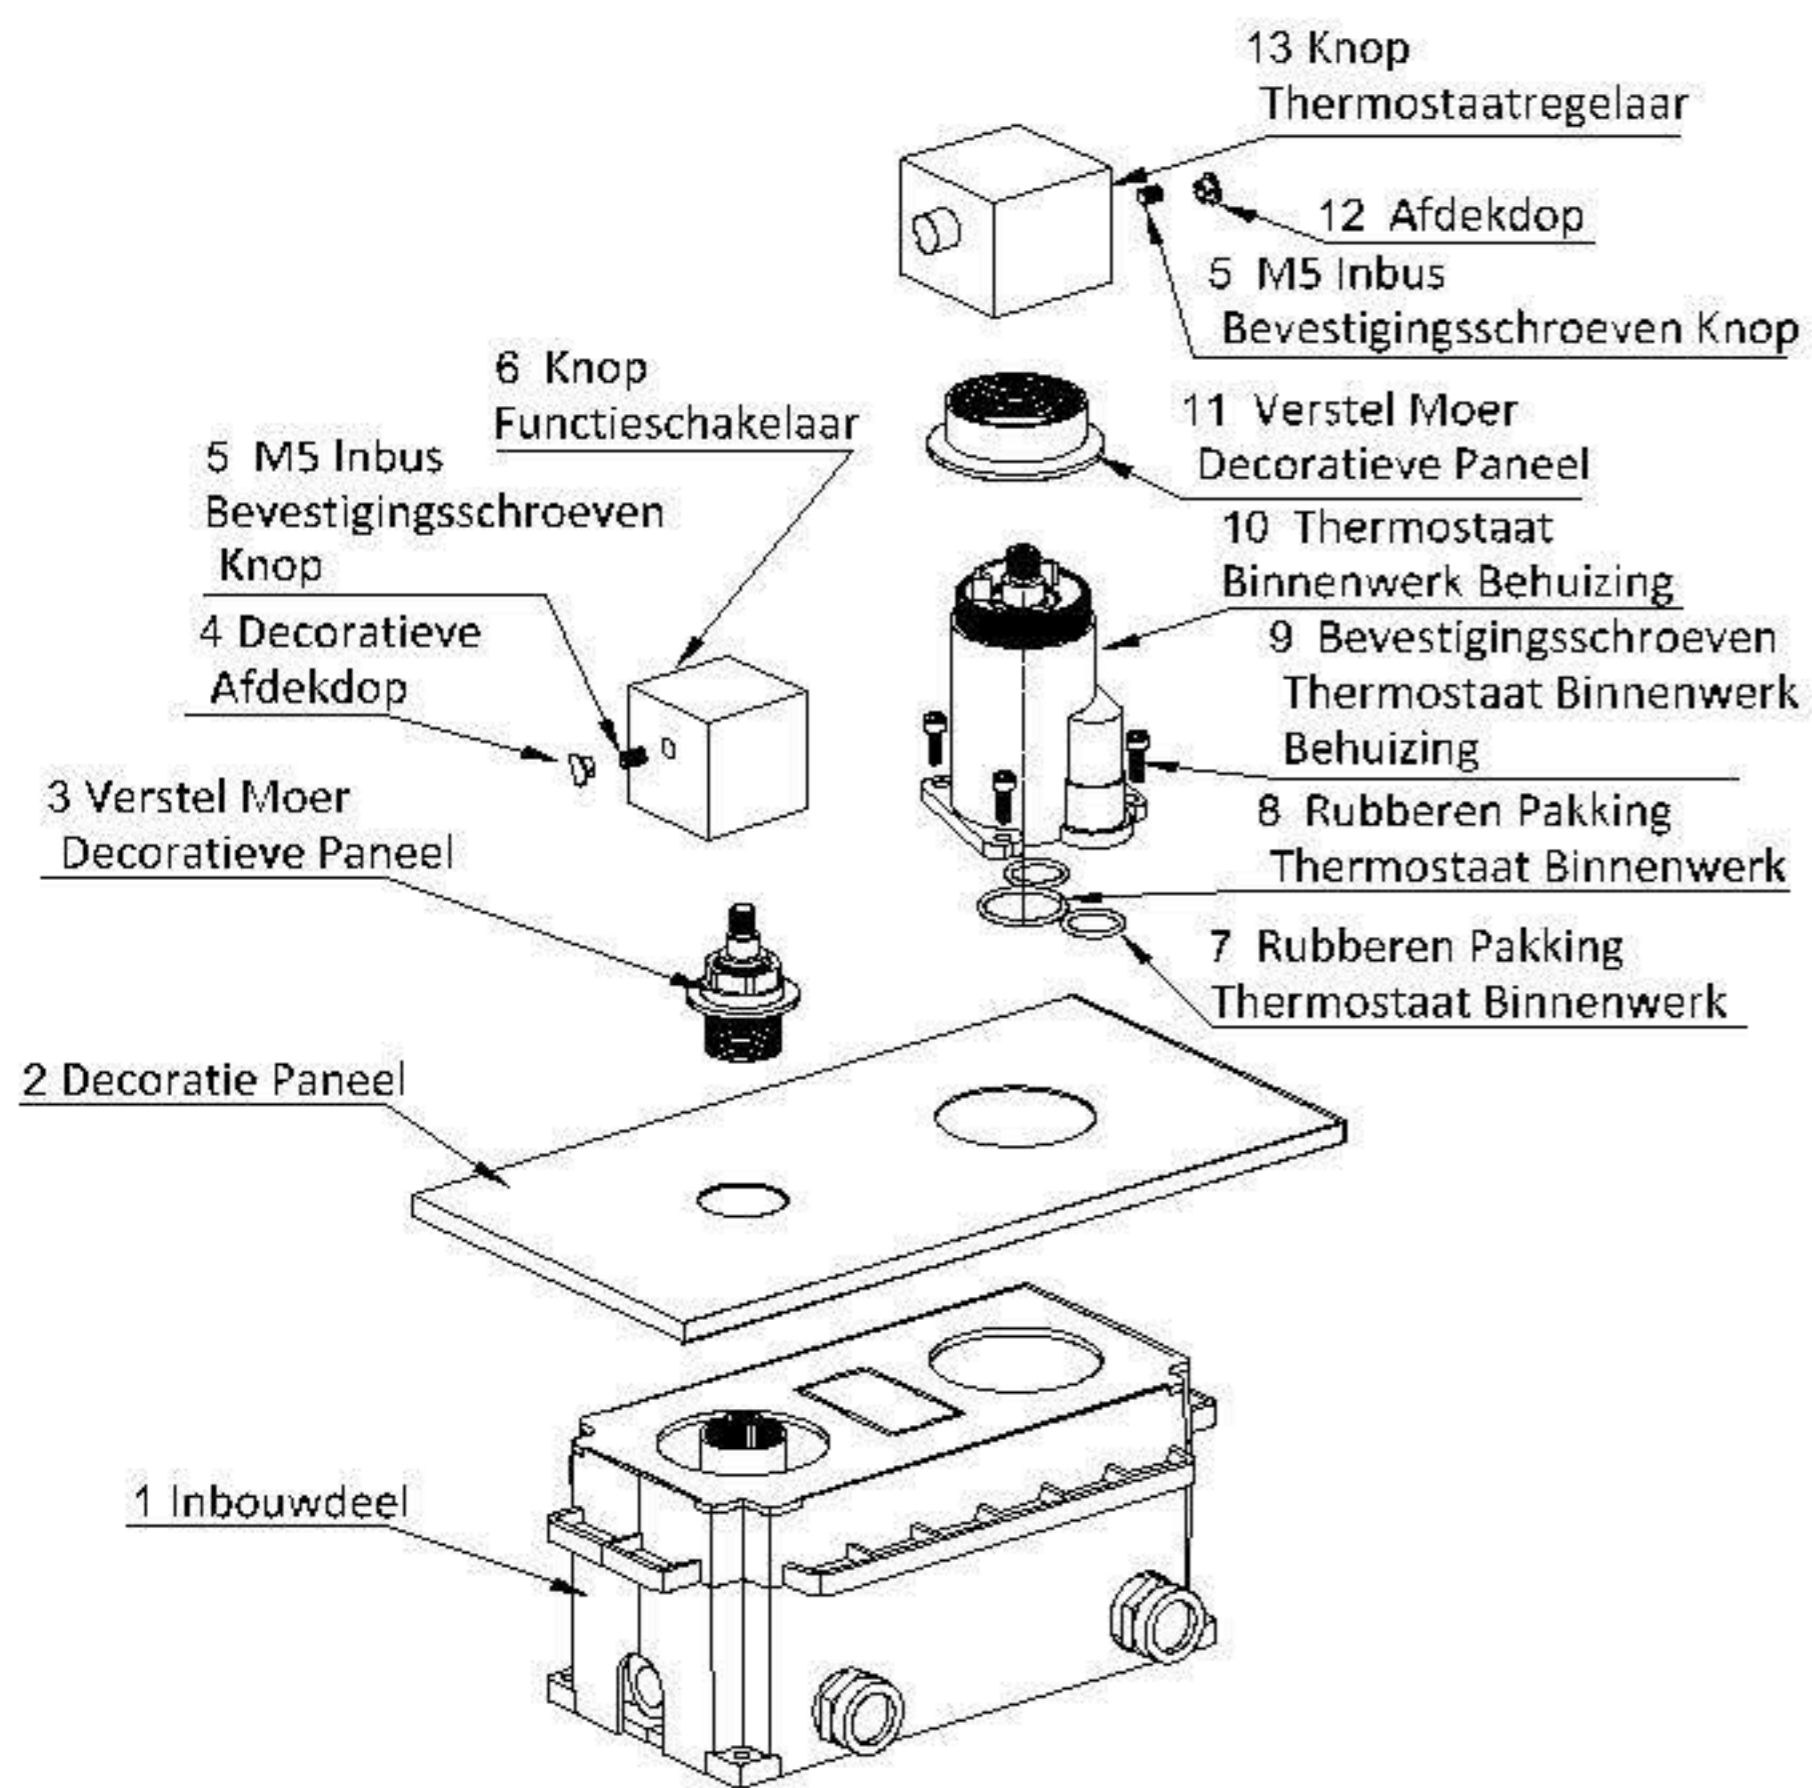 13 Knop
Thermostaatregelaar
12 Afdekdop
5 M5 Inbus
Bevestigingsschroeven Knop
6 Knop
Functieschakelaar
11 Verstel Moer
Decoratieve Paneel
5 M5 Inbus
Bevestigingsschroeven
Knop
10 Thermostaat
Binnenwerk Behuizing
4 Decoratieve
Afdekdop
9 Bevestigingsschroeven
Thermostaat Binnenwerk
Behuizing
3 Verstel Moer
Decoratieve Paneel
8 Rubberen Pakking
Thermostaat Binnenwerk
7 Rubberen Pakking
Thermostaat Binnenwerk
2 Decoratie Paneel
1 Inbouwdeel